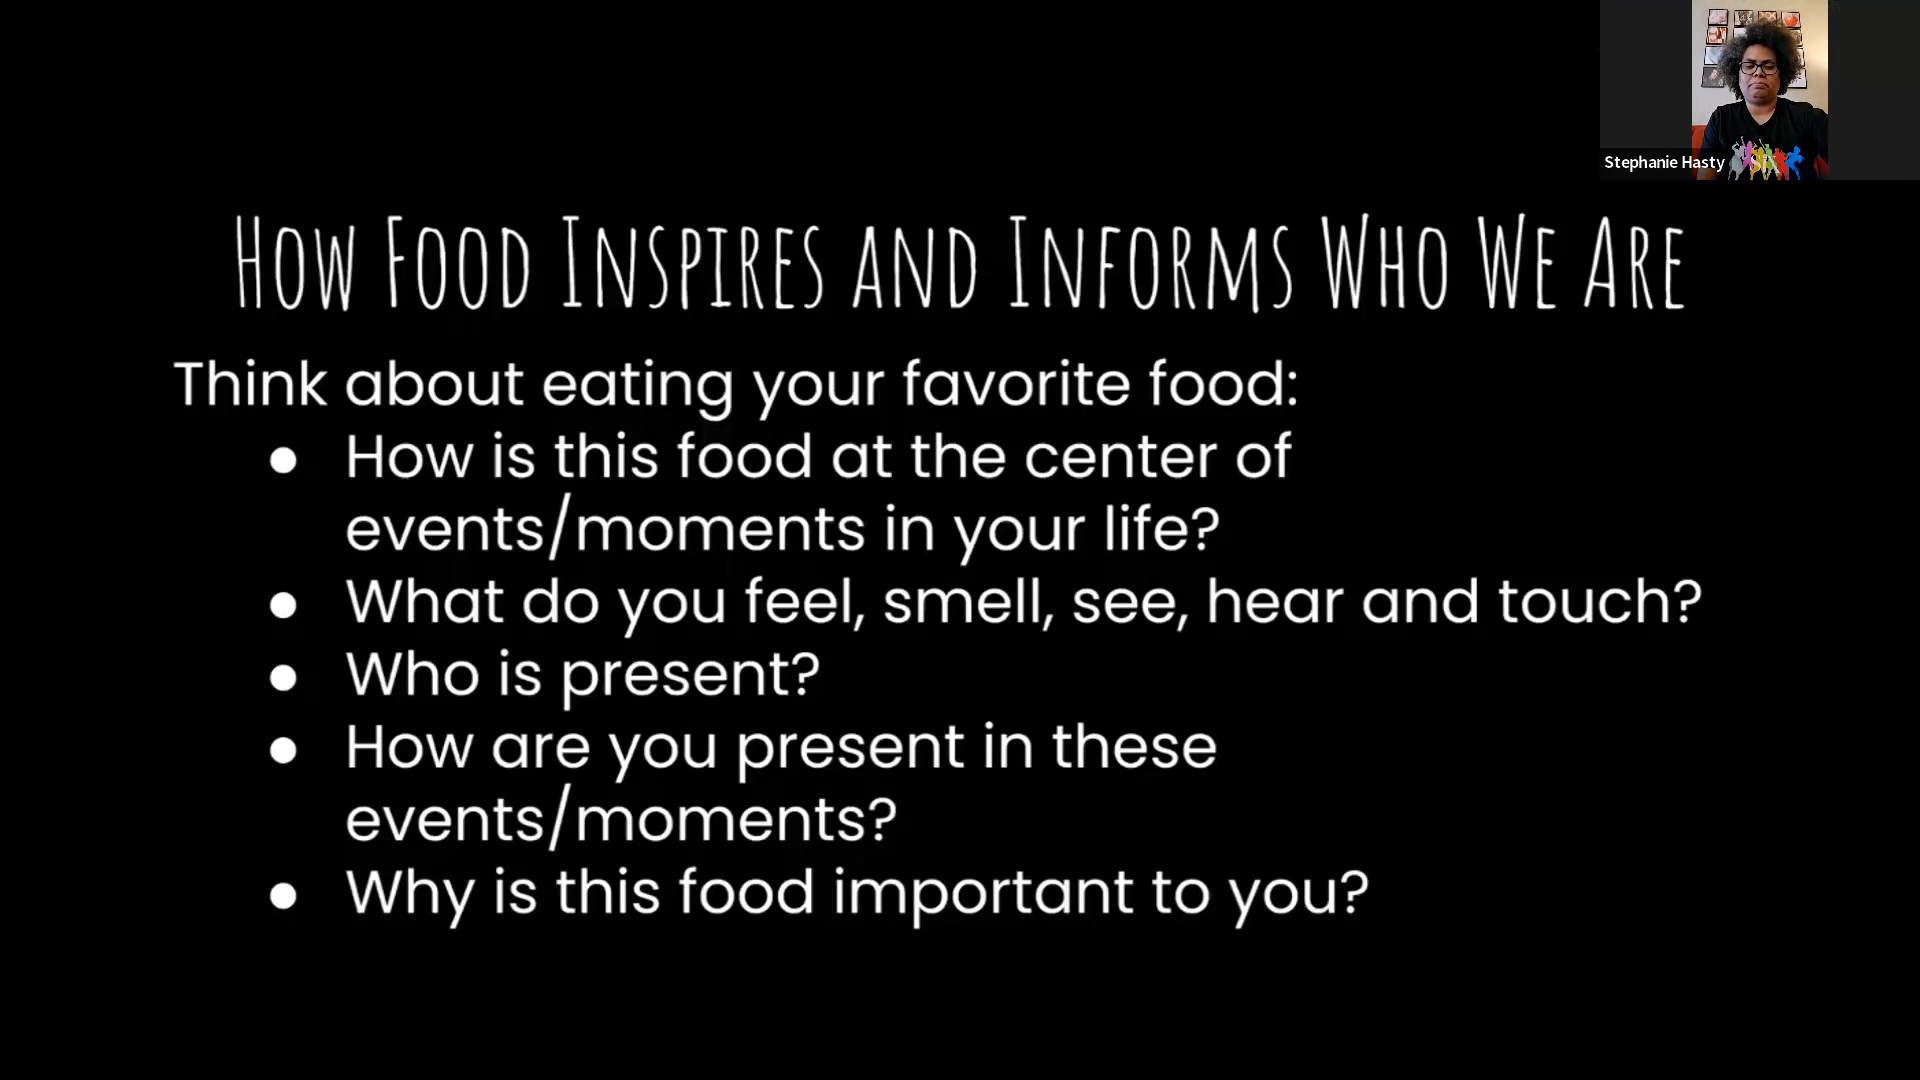 Stephanie Hasty
How Food Inspires and Informs Who We Are
Think about eating your favorite food:
● How is this food at the center of
events/moments in your life?
● What do you feel, smell, see, hear and touch?
● Who is present?
● How are you present in these
events/moments?
● Why is this food important to you?